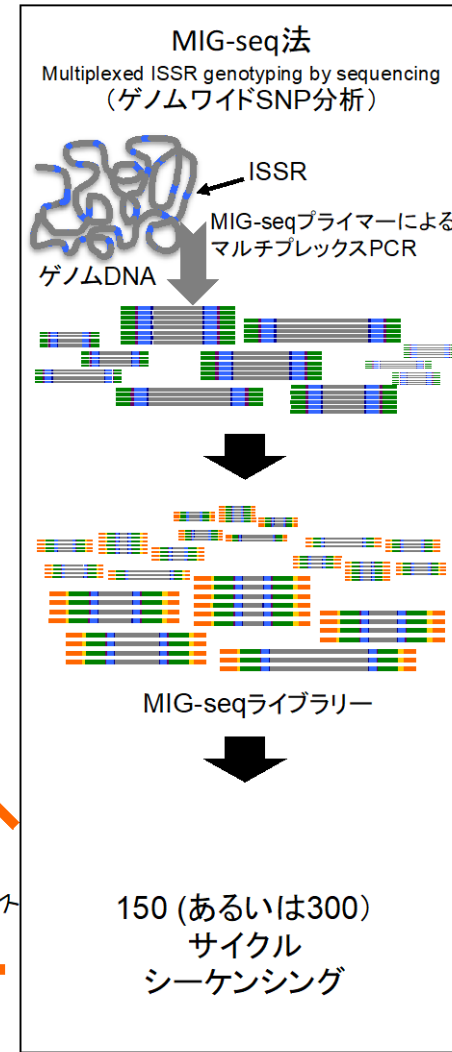 MIG-seq法
Multiplexed ISSR genotyping by sequencing
(ゲノムワイドSNP分析)
ISSR
MIG-seqプライマーによる
マルチプレックスPCR
ゲノムDNA
MIG-seqライブラリー
150 (あるいは300)
サイクル
シーケンシング
ス